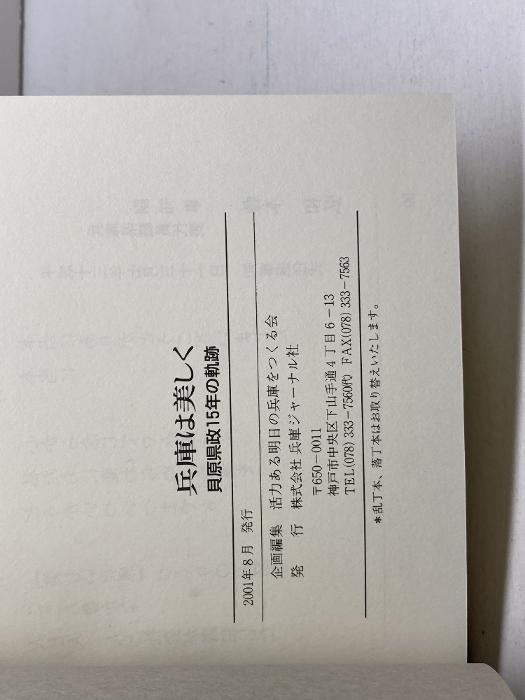 兵庫は美しく
貝原県政15年の軌跡
2001年8月 発行
企画編集 活力ある明日の兵庫をつくる会
発 行 株式会社 兵庫ジャーナル社
〒650-0011
神戸市中央区下山手通4丁目6-13
TEL(078)333-7560(代) FAX(078)333-7563
*乱丁本、落丁本はお取り替えいたします。